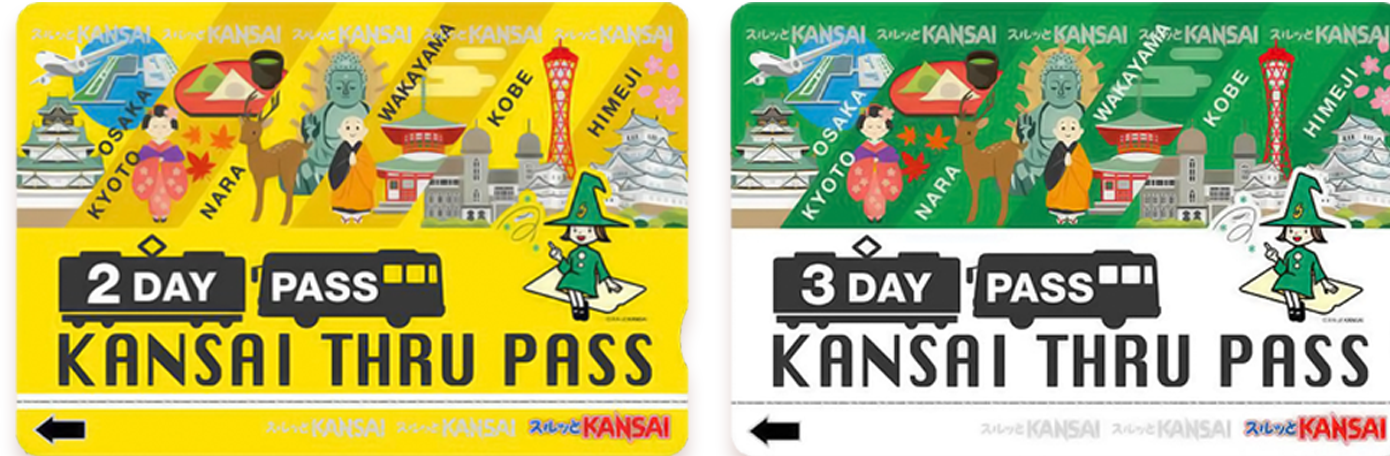 スルッとKANSAI スルッとKANSAI スルッとKANSAI スルッとKANSAI スルッとKANSAI
OSAKA
KYOTO
NARA
WAKAYAMA
KOBE
HIMEJI
2 DAY PASS
KANSAI THRU PASS
スルッとKANSAI スルッとKANSAI スルッとKANSAI
スルッとKANSAI スルッとKANSAI スルッとKANSAI スルッとKANSAI スルッとKANSAI
OSAKA
KYOTO
NARA
WAKAYAMA
KOBE
HIMEJI
3 DAY PASS
KANSAI THRU PASS
スルッとKANSAI スルッとKANSAI スルッとKANSAI